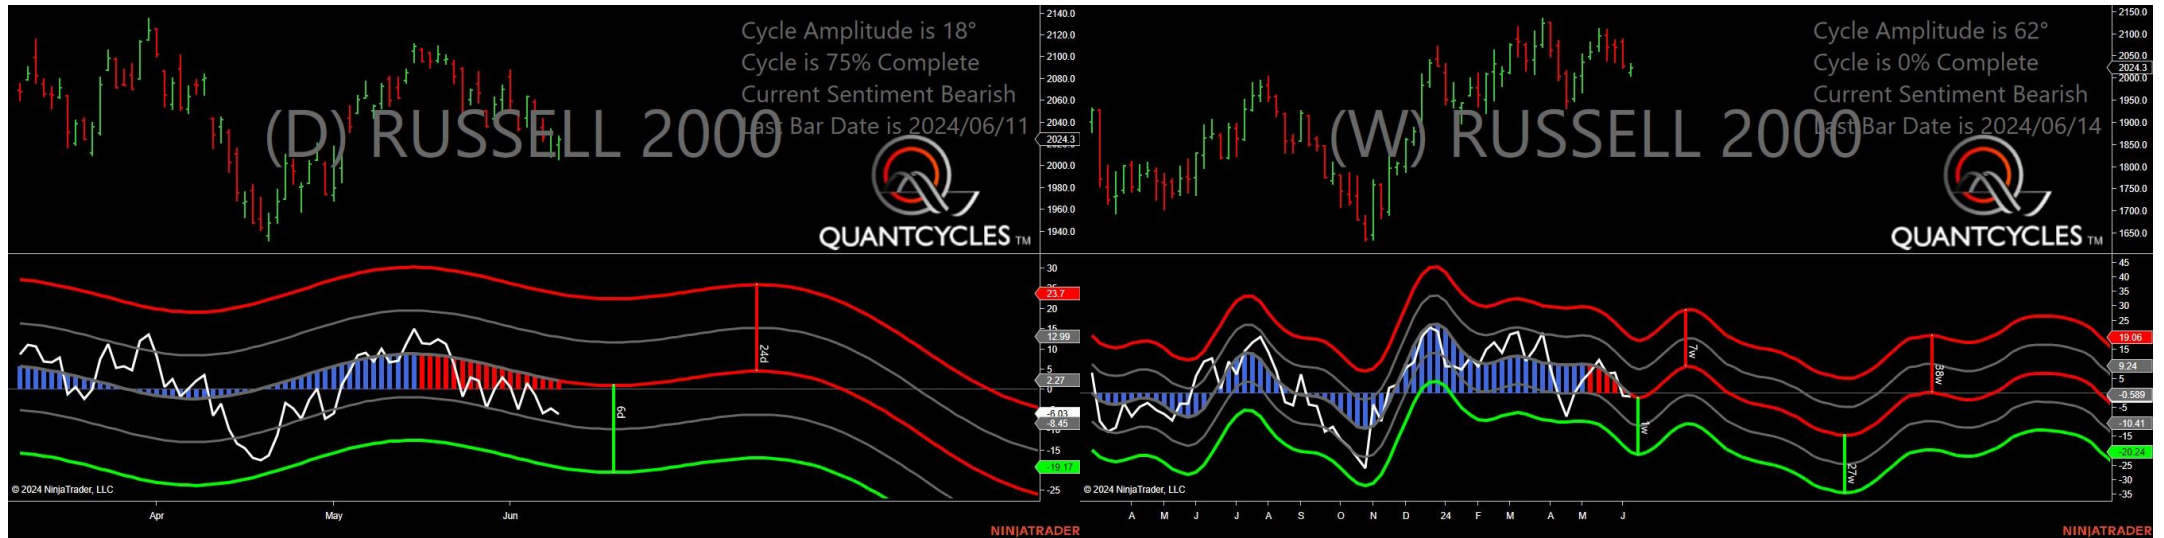 Cycle Amplitude is 18°
Cycle is 75% Complete
Current Sentiment Bearish
Last Bar Date is 2024/06/11
(D) RUSSELL 2000
QUANTCYCLES TM
2140.0
2120.0
2100.0
2080.0
2060.0
2040.0
2024.3
2000.0
1980.0
1960.0
1940.0
30
23.7
20
15
12.99
10
5
2.27
0
-6.03
-8.45
-10
-15
-19.17
-25
24d
6d
© 2024 NinjaTrader, LLC
Apr May Jun
NINJATRADER
Cycle Amplitude is 62°
Cycle is 0% Complete
Current Sentiment Bearish
Last Bar Date is 2024/06/14
(W) RUSSELL 2000
QUANTCYCLES TM
2150.0
2100.0
2050.0
2024.3
2000.0
1950.0
1900.0
1850.0
1800.0
1750.0
1700.0
1650.0
45
40
35
30
25
19.06
15
9.24
5
-0.589
-5
-10.41
-15
-20.24
-25
-30
-35
7w
1w
27w
38w
© 2024 NinjaTrader, LLC
A M J J A S O N D 24 F M A M J
NINJATRADER